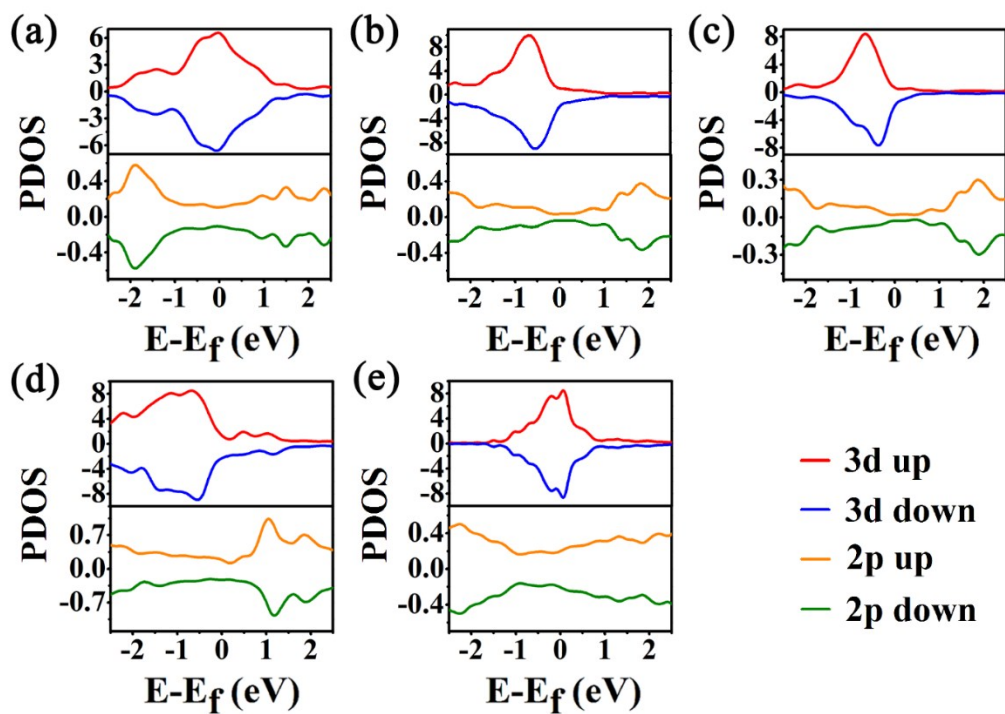 (a)
6
3
0
-3
-6
0.4
0.0
-0.4
PDOS
-2 -1 0 1 2
E-Ef (eV)
(b)
8
4
0
-4
-8
0.4
0.0
-0.4
PDOS
-2 -1 0 1 2
E-Ef (eV)
(c)
8
4
0
-4
-8
0.3
0.0
-0.3
PDOS
-2 -1 0 1 2
E-Ef (eV)
(d)
8
4
0
-4
-8
0.7
0.0
-0.7
PDOS
-2 -1 0 1 2
E-Ef (eV)
(e)
8
4
0
-4
-8
0.4
0.0
-0.4
PDOS
-2 -1 0 1 2
E-Ef (eV)
3d up
3d down
2p up
2p down